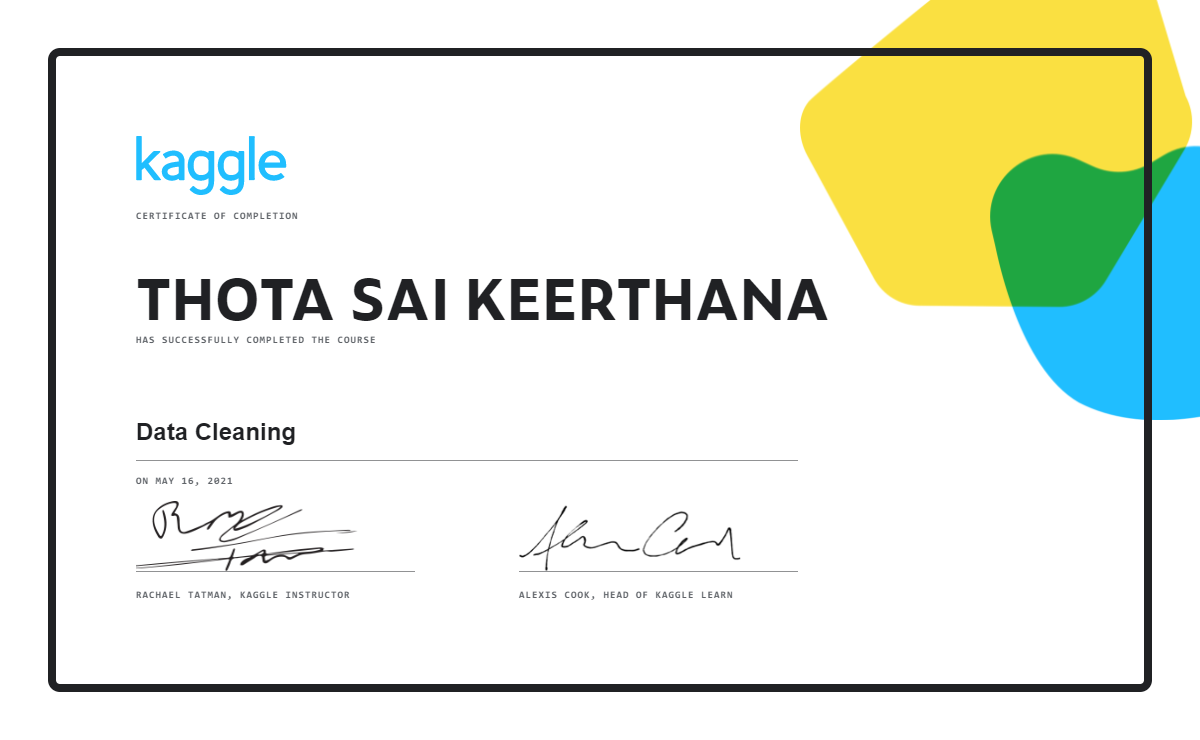 kaggle
CERTIFICATE OF COMPLETION
THOTA SAI KEERTHANA
HAS SUCCESSFULLY COMPLETED THE COURSE
Data Cleaning
ON MAY 16, 2021
RACHAEL TATMAN, KAGGLE INSTRUCTOR
ALEXIS COOK, HEAD OF KAGGLE LEARN